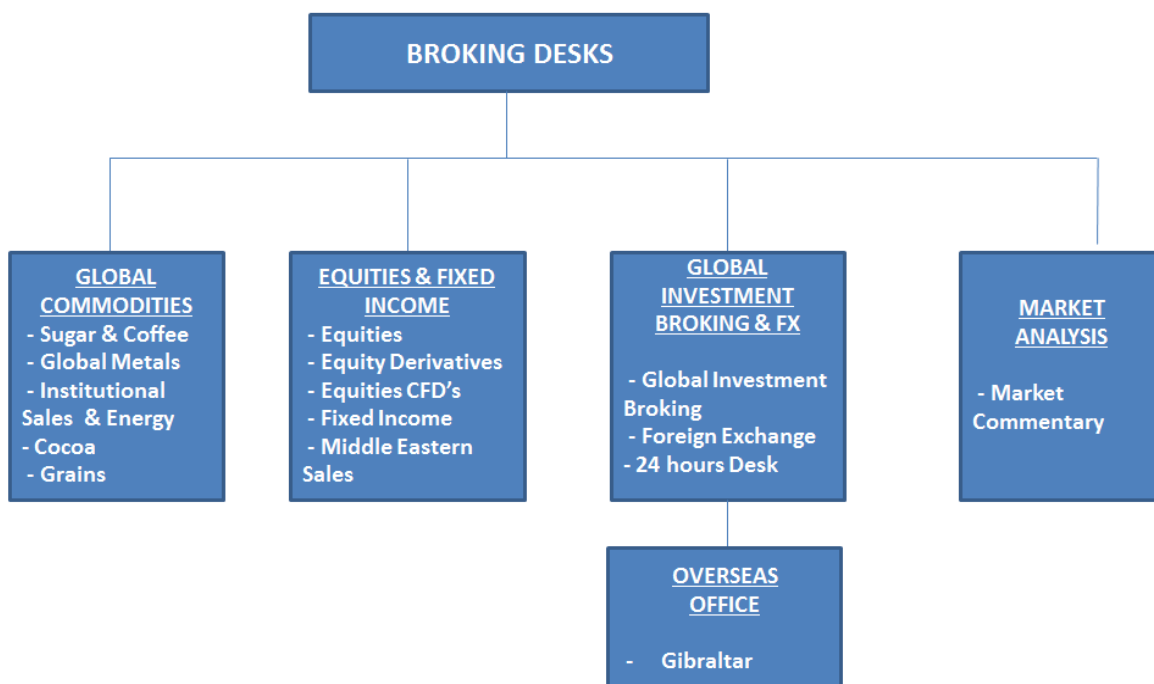 BROKING DESKS
GLOBAL
COMMODITIES
- Sugar & Coffee
- Global Metals
- Institutional
Sales & Energy
- Cocoa
- Grains
EQUITIES & FIXED
INCOME
- Equities
- Equity Derivatives
- Equities CFD's
- Fixed Income
- Middle Eastern
Sales
GLOBAL
INVESTMENT
BROKING & FX
- Global Investment
Broking
- Foreign Exchange
- 24 hours Desk
MARKET
ANALYSIS
- Market
Commentary
OVERSEAS
OFFICE
- Gibraltar